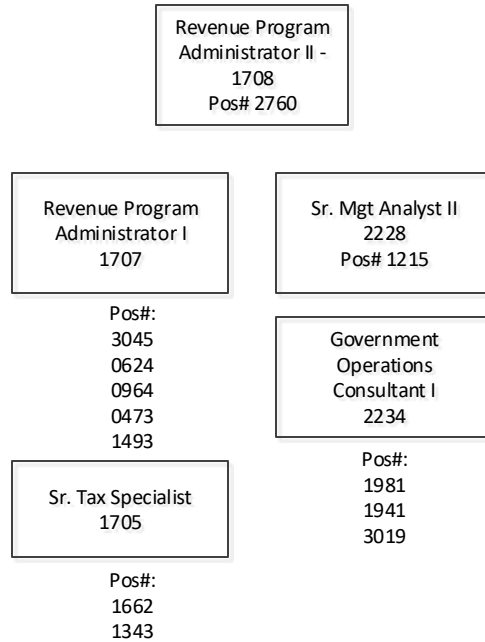 Revenue Program
Administrator II -
1708
Pos# 2760
Revenue Program
Administrator I
1707
Pos#:
3045
0624
0964
0473
1493
Sr. Tax Specialist
1705
Pos#:
1662
1343
Sr. Mgt Analyst II
2228
Pos# 1215
Government
Operations
Consultant I
2234
Pos#:
1981
1941
3019